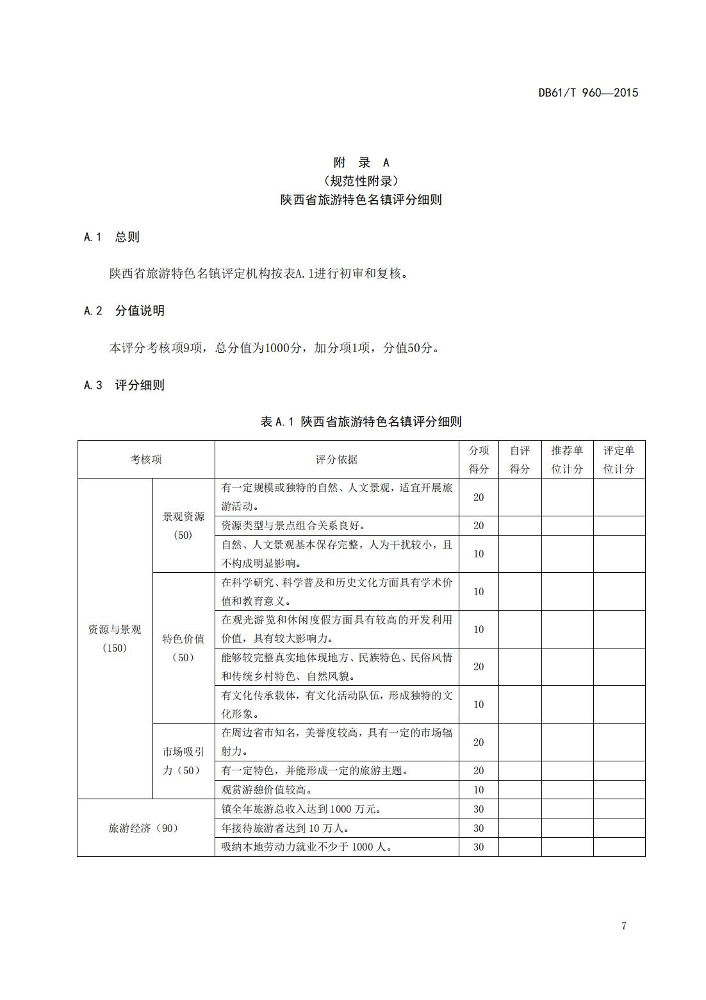 DB61/T 960—2015
附 录 A
（规范性附录）
陕西省旅游特色名镇评分细则
A.1 总则
陕西省旅游特色名镇评定机构按表A.1进行初审和复核。
A.2 分值说明
本评分考核项9项，总分值为1000分，加分项1项，分值50分。
A.3 评分细则
表 A.1 陕西省旅游特色名镇评分细则
考核项
评分依据
分项
得分
自评
得分
推荐单
位计分
评定单
位计分
资源与景观
(150)
景观资源
(50)
有一定规模或独特的自然、人文景观，适宜开展旅
游活动。
20
资源类型与景点组合关系良好。
20
自然、人文景观基本保存完整，人为干扰较小，且
不构成明显影响。
10
特色价值
（50）
在科学研究、科学普及和历史文化方面具有学术价
值和教育意义。
10
在观光游览和休闲度假方面具有较高的开发利用
价值，具有较大影响力。
10
能够较完整真实地体现地方、民族特色、民俗风情
和传统乡村特色、自然风貌。
20
有文化传承载体，有文化活动队伍，形成独特的文
化形象。
10
市场吸引
力（50）
在周边省市知名，美誉度较高，具有一定的市场辐
射力。
20
有一定特色，并能形成一定的旅游主题。
20
观赏游憩价值较高。
10
旅游经济（90）
镇全年旅游总收入达到 1000 万元。
30
年接待旅游者达到 10 万人。
30
吸纳本地劳动力就业不少于 1000 人。
30
7